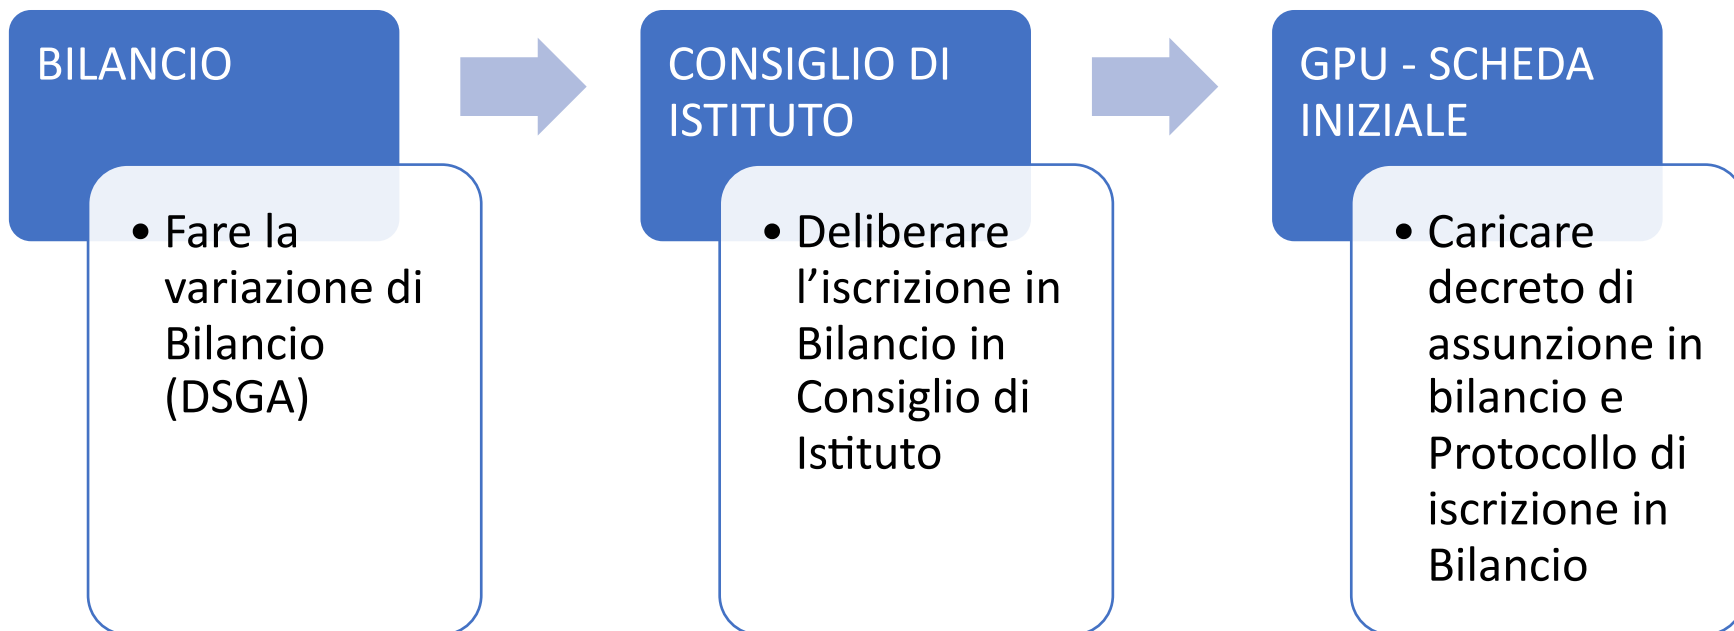 BILANCIO
• Fare la
variazione di
Bilancio
(DSGA)
CONSIGLIO DI
ISTITUTO
• Deliberare
l’iscrizione in
Bilancio in
Consiglio di
Istituto
GPU - SCHEDA
INIZIALE
• Caricare
decreto di
assunzione in
bilancio e
Protocollo di
iscrizione in
Bilancio